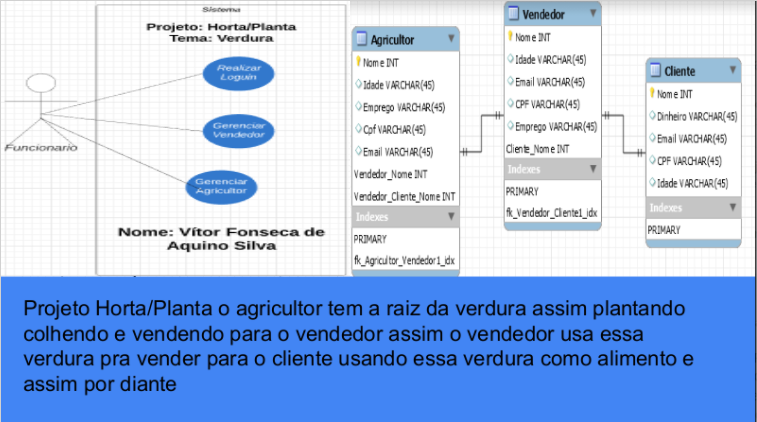 Sistema
Projeto: Horta/Planta
Tema: Verdura
Realizar
Loguin
Gerenciar
Vendedor
Gerenciar
Agricultor
Funcionario
Nome: Vítor Fonseca de
Aquino Silva
Agricultor
Nome INT
Idade VARCHAR(45)
Emprego VARCHAR(45)
Cpf VARCHAR(45)
Email VARCHAR(45)
Vendedor_Nome INT
Vendedor_Cliente_Nome INT
Indexes
PRIMARY
fk_Agricultor_Vendedor1_idx
Vendedor
Nome INT
Idade VARCHAR(45)
Email VARCHAR(45)
CPF VARCHAR(45)
Emprego VARCHAR(45)
Cliente_Nome INT
Indexes
PRIMARY
fk_Vendedor_Cliente1_idx
Cliente
Nome INT
Dinheiro VARCHAR(45)
Email VARCHAR(45)
CPF VARCHAR(45)
Idade VARCHAR(45)
Indexes
PRIMARY
Projeto Horta/Planta o agricultor tem a raiz da verdura assim plantando
colhendo e vendendo para o vendedor assim o vendedor usa essa
verdura pra vender para o cliente usando essa verdura como alimento e
assim por diante